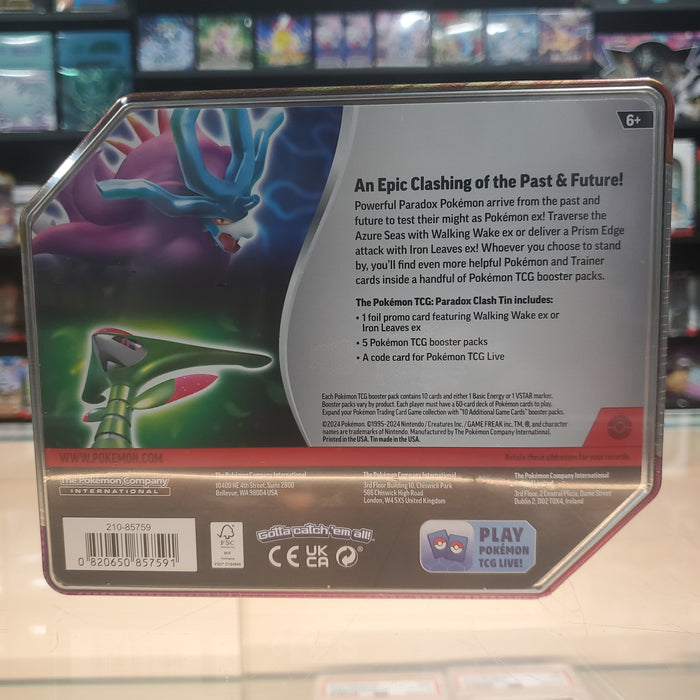 6+
An Epic Clashing of the Past & Future!
Powerful Paradox Pokémon arrive from the past and
future to test their might as Pokémon ex! Traverse the
Azure Seas with Walking Wake ex or deliver a Prism Edge
attack with Iron Leaves ex! Whoever you choose to stand
by, you'll find even more helpful Pokémon and Trainer
cards inside a handful of Pokémon TCG booster packs.
The Pokémon TCG: Paradox Clash Tin includes:
• 1 foil promo card featuring Walking Wake ex or
Iron Leaves ex
• 5 Pokémon TCG booster packs
• A code card for Pokémon TCG Live
Each Pokémon TCG booster pack contains 10 cards and either 1 Basic Energy or 1 VSTAR marker.
Booster packs vary by product. Each player must have a 60-card deck of Pokémon cards to play.
Expand your Pokémon Trading Card Game collection with "10 Additional Game Cards" booster packs.
©2024 Pokémon. ©1995-2024 Nintendo / Creatures Inc. / GAME FREAK inc. TM, ®, and character
names are trademarks of Nintendo. Manufactured by The Pokémon Company International.
Printed in the USA. Tin made in the USA.
WWW.POKEMON.COM
Retain these addresses for your records.
The Pokémon Company
INTERNATIONAL
The Pokémon Company International
10400 NE 4th Street, Suite 2800
Bellevue, WA 98004 USA
The Pokémon Company International
3rd Floor Building 10, Chiswick Park
566 Chiswick High Road
London, W4 5XS United Kingdom
The Pokémon Company International
3rd Floor, 2 Central Plaza, Dame Street
Dublin 2, D02 T0X4, Ireland
210-85759
0 820650 857591
FSC
MIX
Gotta catch 'em all!
CE UK CA
PLAY
POKÉMON
TCG LIVE!